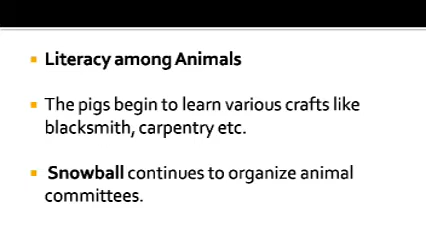 Literacy among Animals
The pigs begin to learn various crafts like
blacksmith, carpentry etc.
Snowball continues to organize animal
committees.